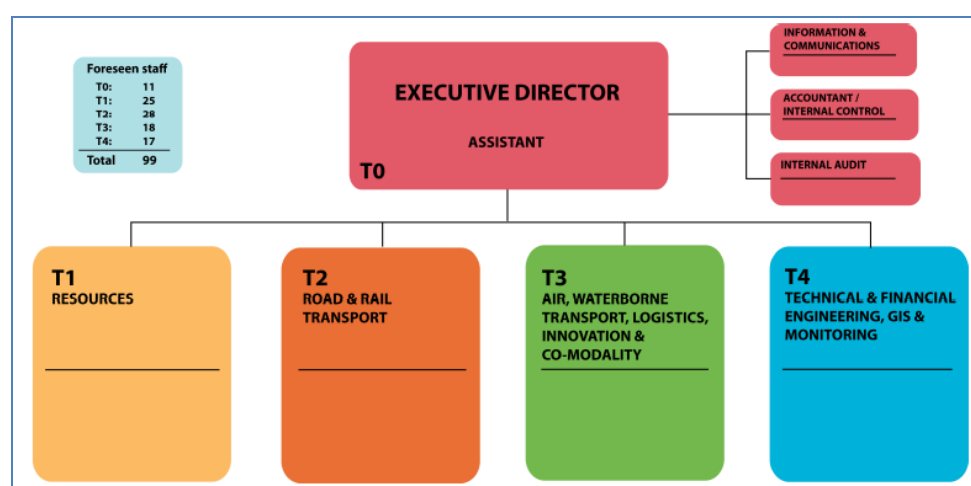 Foreseen staff
T0: 11
T1: 25
T2: 28
T3: 18
T4: 17
Total 99
EXECUTIVE DIRECTOR
ASSISTANT
T0
INFORMATION &
COMMUNICATIONS
ACCOUNTANT /
INTERNAL CONTROL
INTERNAL AUDIT
T1
RESOURCES
T2
ROAD & RAIL
TRANSPORT
T3
AIR, WATERBORNE
TRANSPORT, LOGISTICS,
INNOVATION &
CO-MODALITY
T4
TECHNICAL & FINANCIAL
ENGINEERING, GIS &
MONITORING